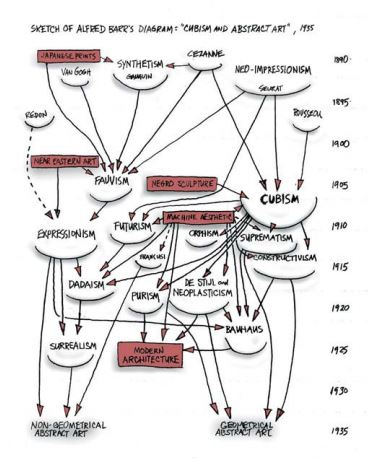 SKETCH OF ALFRED BARR'S DIAGRAM: "CUBISM AND ABSTRACT ART", 1935
JAPANESE PRINTS
VAN GOGH
SYNTHETISM
GAUGUIN
CEZANNE
NEO-IMPRESSIONISM
SEURAT
1890
1895
REDON
ROUSSEAU
1900
NEAR EASTERN ART
FAUVISM
NEGRO SCULPTURE
1905
CUBISM
EXPRESSIONISM
FUTURISM
MACHINE AESTHETIC
ORPHISM
SUPREMATISM
1910
BRANCUSI
CONSTRUCTIVISM
1915
DADAISM
PURISM
DE STIJL and
NEOPLASTICISM
1920
BAUHAUS
SURREALISM
MODERN
ARCHITECTURE
1925
1930
NON-GEOMETRICAL
ABSTRACT ART
GEOMETRICAL
ABSTRACT ART
1935